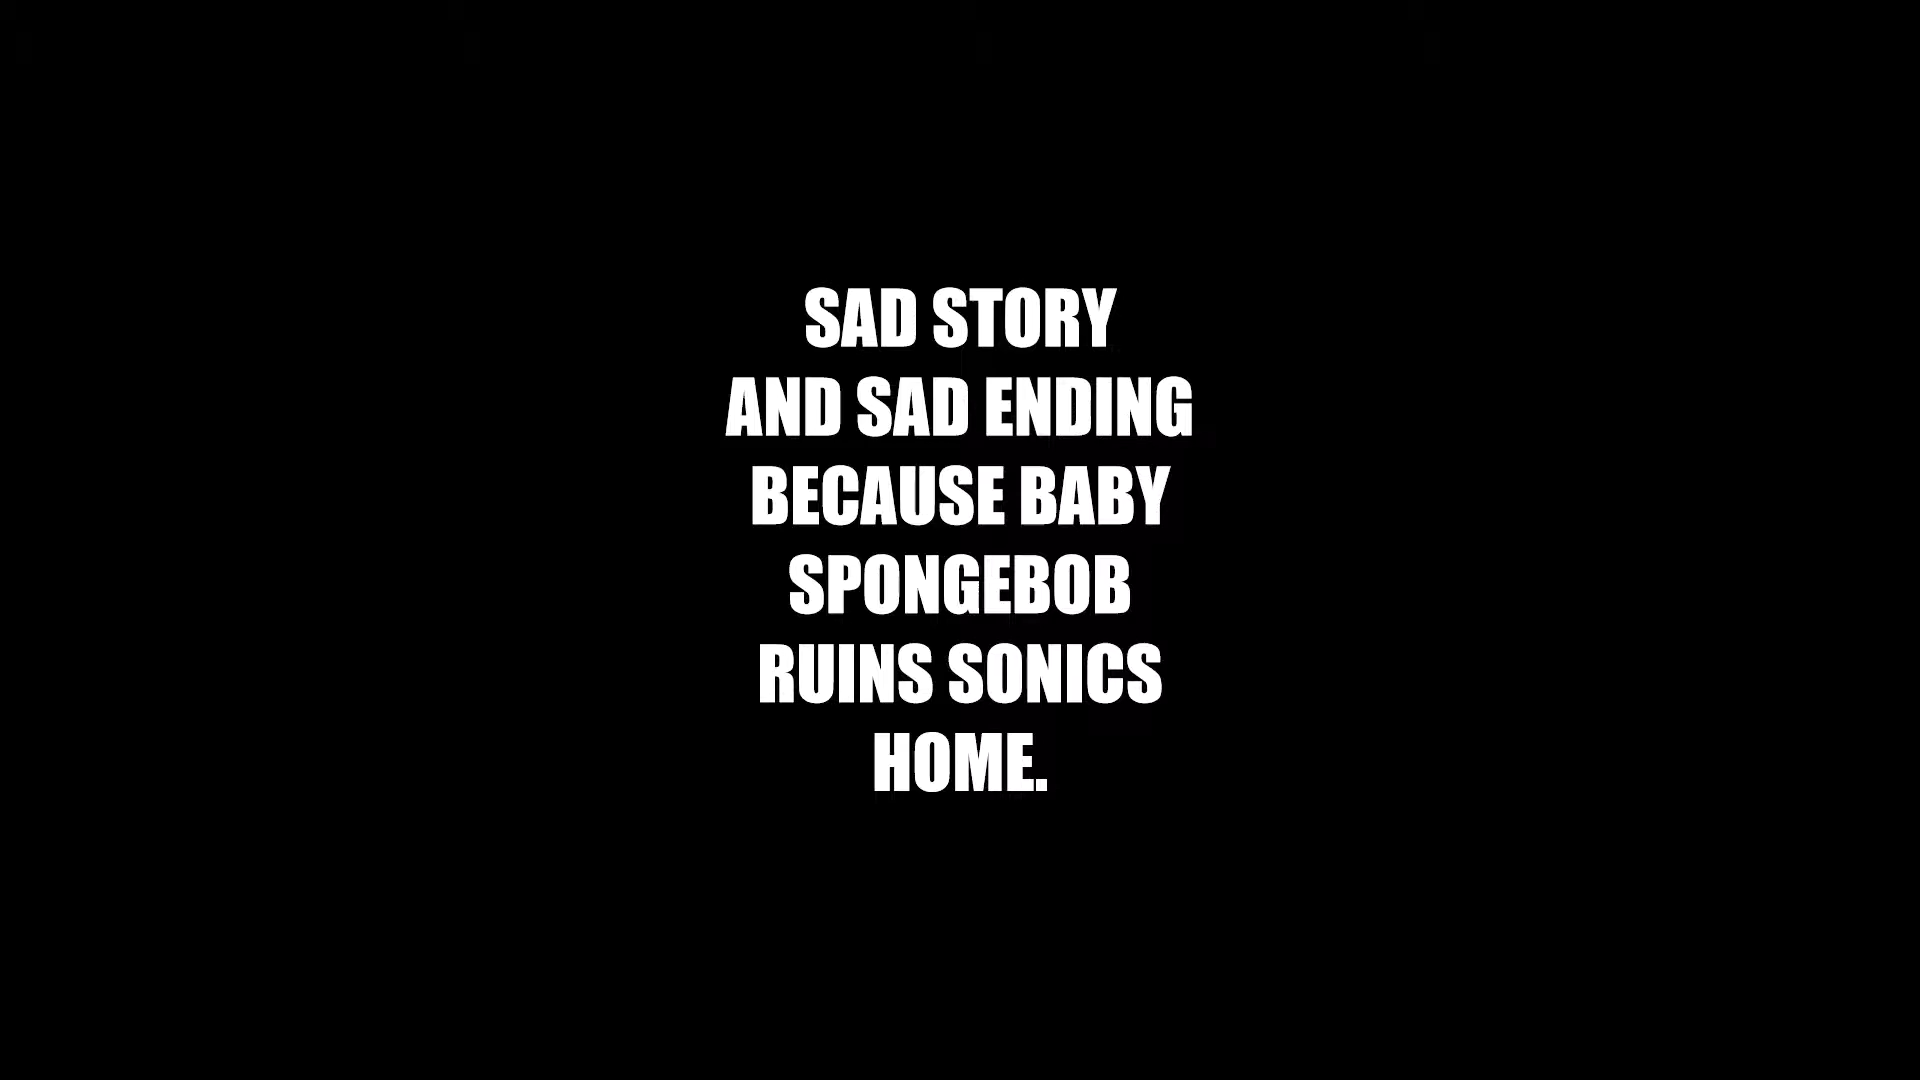 SAD STORY
AND SAD ENDING
BECAUSE BABY
SPONGEBOB
RUINS SONICS
HOME.